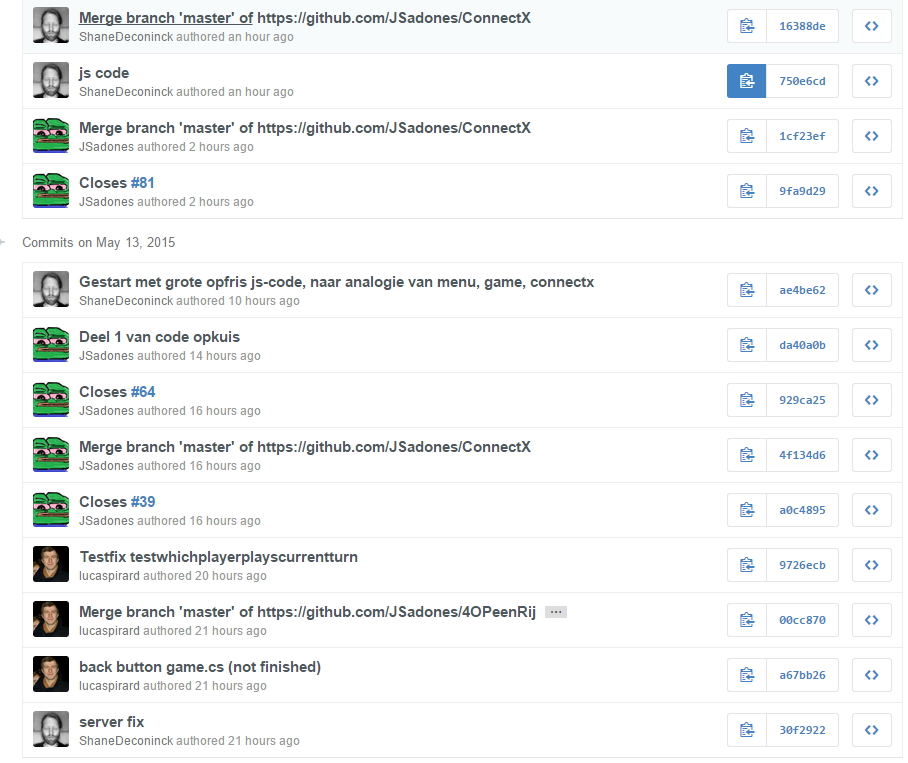 Merge branch 'master' of https://github.com/JSadones/ConnectX
ShaneDeconinck authored an hour ago
16388de
js code
ShaneDeconinck authored an hour ago
750e6cd
Merge branch 'master' of https://github.com/JSadones/ConnectX
JSadones authored 2 hours ago
1cf23ef
Closes #81
JSadones authored 2 hours ago
9fa9d29
Commits on May 13, 2015
Gestart met grote opfris js-code, naar analogie van menu, game, connectx
ShaneDeconinck authored 10 hours ago
ae4be62
Deel 1 van code opkuis
JSadones authored 14 hours ago
da40a0b
Closes #64
JSadones authored 16 hours ago
929ca25
Merge branch 'master' of https://github.com/JSadones/ConnectX
JSadones authored 16 hours ago
4f134d6
Closes #39
JSadones authored 16 hours ago
a0c4895
Testfix testwhichplayerplayscurrentturn
lucaspirard authored 20 hours ago
9726ecb
Merge branch 'master' of https://github.com/JSadones/4OPeenRij ...
lucaspirard authored 21 hours ago
00cc870
back button game.cs (not finished)
lucaspirard authored 21 hours ago
a67bb26
server fix
ShaneDeconinck authored 21 hours ago
30f2922